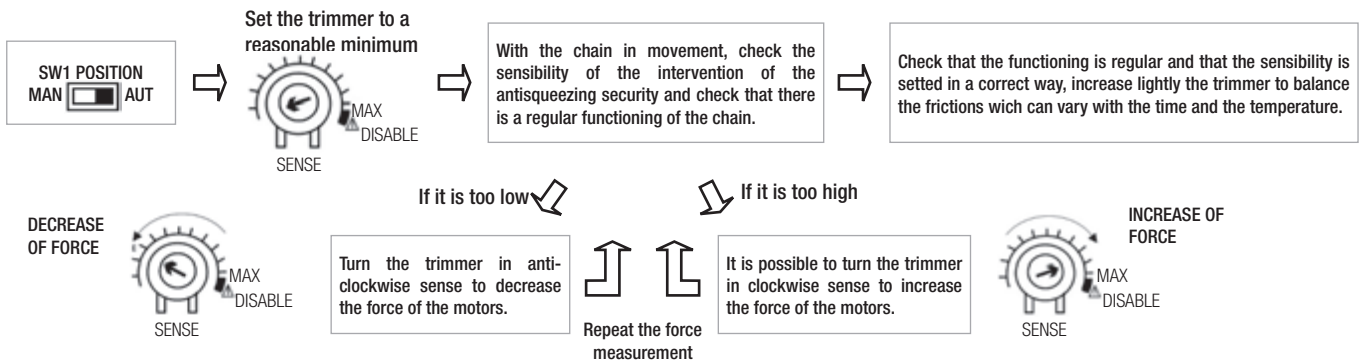 SW1 POSITION
MAN AUT
Set the trimmer to a
reasonable minimum
MAX
DISABLE
SENSE
With the chain in movement, check the
sensibility of the intervention of the
antisqueezing security and check that there
is a regular functioning of the chain.
Check that the functioning is regular and that the sensibility is
setted in a correct way, increase lightly the trimmer to balance
the frictions wich can vary with the time and the temperature.
If it is too low
If it is too high
DECREASE
OF FORCE
MAX
DISABLE
SENSE
Turn the trimmer in anti-
clockwise sense to decrease
the force of the motors.
Repeat the force
measurement
It is possible to turn the trimmer
in clockwise sense to increase
the force of the motors.
INCREASE OF
FORCE
MAX
DISABLE
SENSE